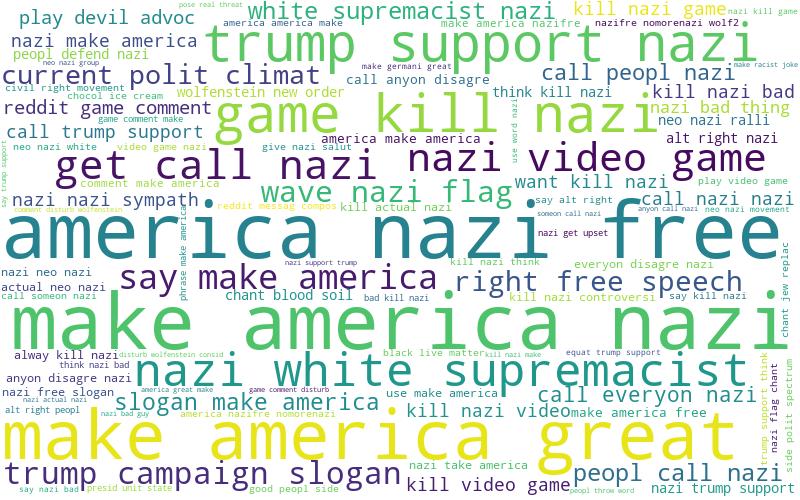 pose real threat
white supremacist nazi
kill nazi game
nazi kill game
play devil advoc
america america make
make america nazifre
nazifre nomorenazi wolf2
nazi make america
trump support nazi
peopl defend nazi
neo nazi group
current polit climat
make germani great
call peopl nazi
make racist joke
call anyon disagre
civil right movement
chocol ice cream
wolfenstein new order
think kill nazi
kill nazi bad
reddit game comment
game kill nazi
nazi bad thing
game comment make
neo nazi ralli
call trump support
use word nazi
america make america
alt right nazi
say trump support
neo nazi white
video game nazi
give nazi salut
get call nazi
nazi video game
comment make america
want kill nazi
play video game
wave nazi flag
nazi nazi sympath
say alt right
call nazi nazi
comment disturb wolfenstein
reddit messag compos
kill actual nazi
someon call nazi
anyon call nazi
neo nazi movement
phrase make america
america nazi free
nazi get upset
chant jew replac
nazi support trump
kill nazi think
everyon disagre nazi
nazi neo nazi
say make america
right free speech
actual neo nazi
call someon nazi
chant blood soil
bad kill nazi
kill nazi controversi
say kill nazi
make america nazi
alway kill nazi
disturb wolfenstein consid
black live matter
kill nazi make
equat trump support
think nazi bad
nazi white supremacist
anyon disagre nazi
trump support think
nazi flag chant
side polit spectrum
nazi free slogan
america great make
game comment disturb
use make america
call everyon nazi
nazi actual nazi
slogan make america
alt right peopl
nazi bad guy
america nazifre nomorenazi
kill nazi video
make america free
make america great
trump campaign slogan
nazi take america
peopl call nazi
say nazi bad
presid unit state
good peopl side
kill video game
peopl throw word
nazi trump support